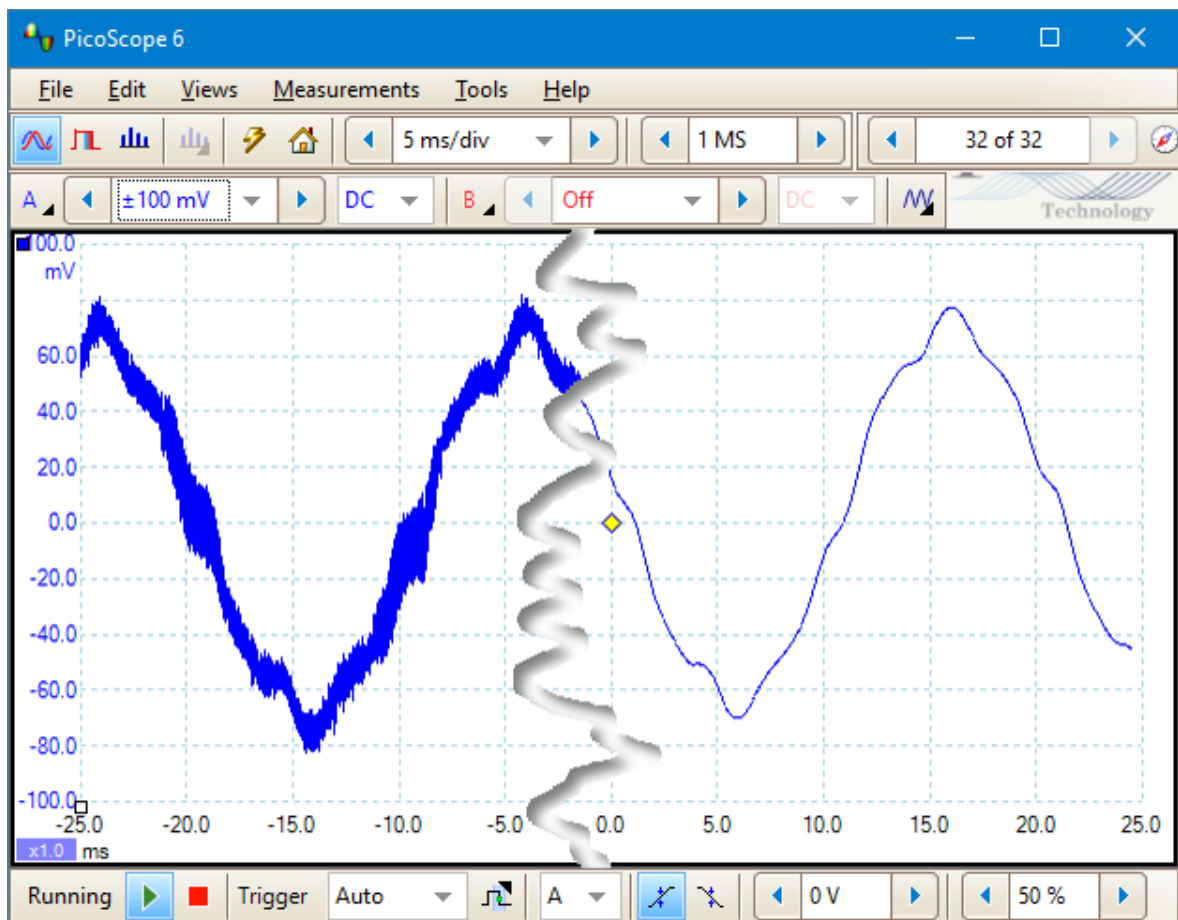 PicoScope 6
File Edit Views Measurements Tools Help
5 ms/div 1 MS 32 of 32
A ±100 mV DC B Off DC Technology
100.0
mV
60.0
40.0
20.0
0.0
-20.0
-40.0
-60.0
-80.0
-100.0
-25.0 -20.0 -15.0 -10.0 -5.0 0.0 5.0 10.0 15.0 20.0 25.0
x1.0 ms
Running Trigger Auto A 0 V 50 %